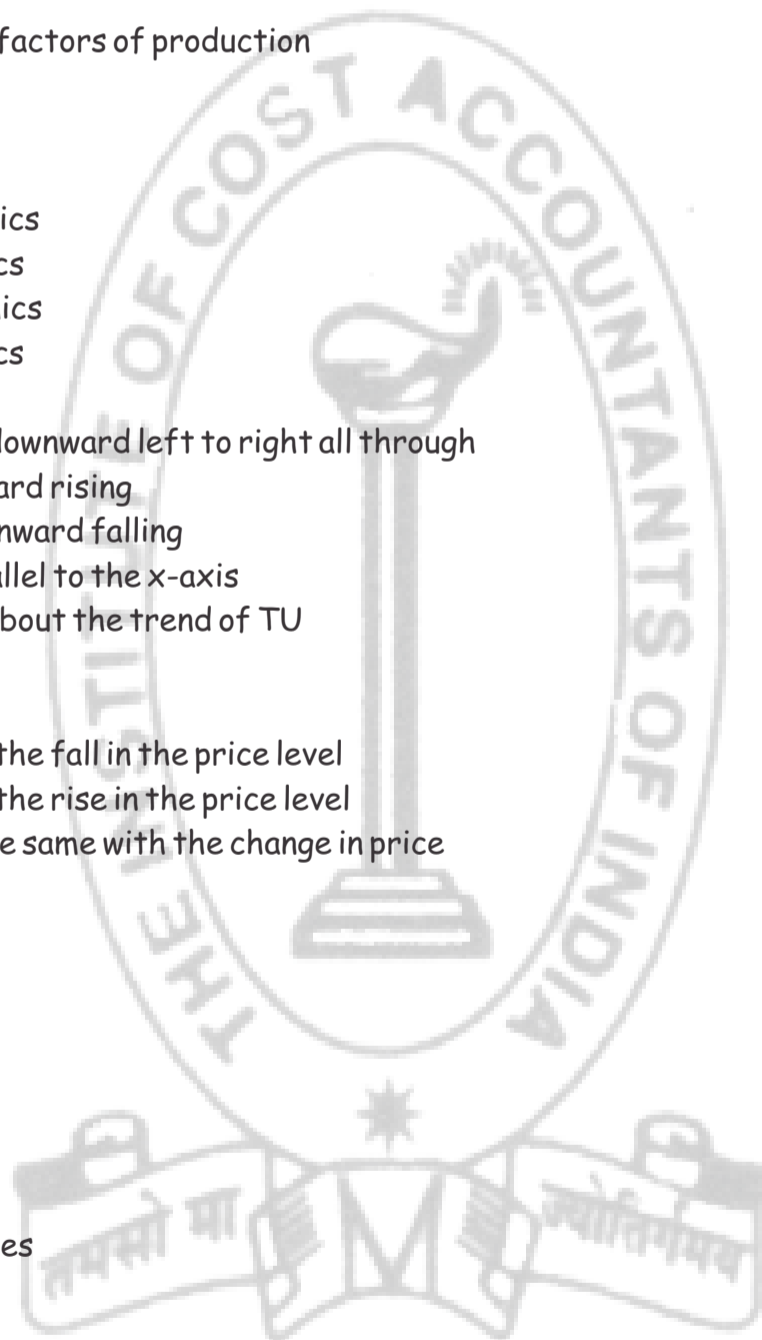 factors of production
ics
cs
ics
cs
downward left to right all through
ard rising
nward falling
allel to the x-axis
bout the trend of TU
the fall in the price level
the rise in the price level
e same with the change in price
es
THE INSTITUTE OF COST ACCOUNTANTS OF INDIA
तमसो मा ज्योतिर्गमय